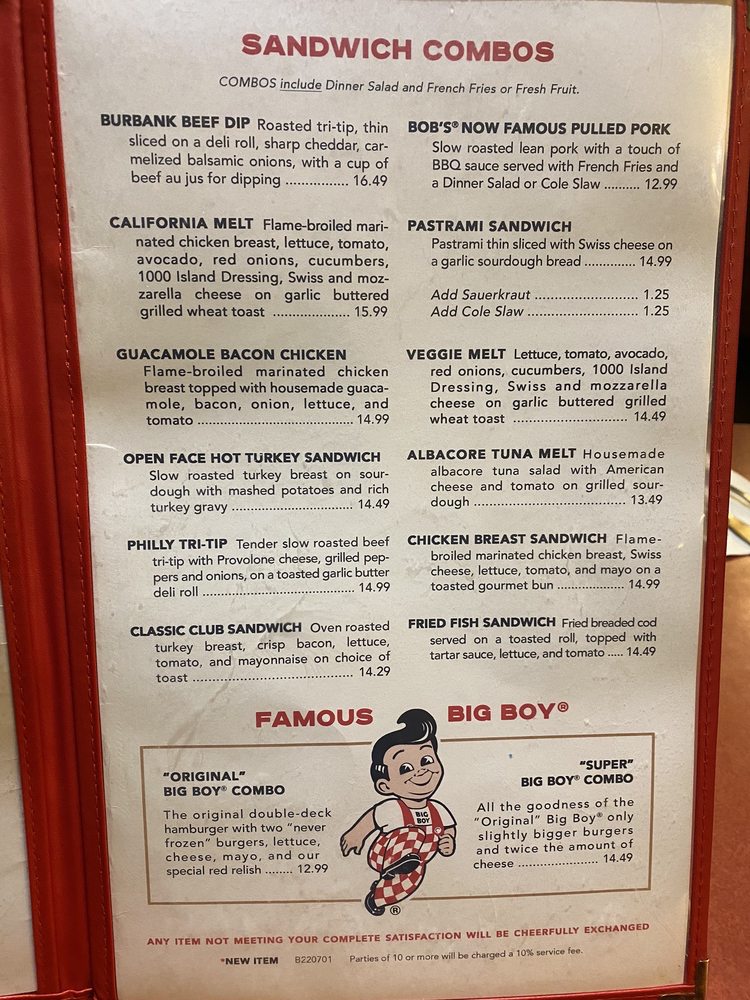 SANDWICH COMBOS
COMBOS include Dinner Salad and French Fries or Fresh Fruit.
BURBANK BEEF DIP Roasted tri-tip, thin
sliced on a deli roll, sharp cheddar, car-
melized balsamic onions, with a cup of
beef au jus for dipping ................ 16.49
CALIFORNIA MELT Flame-broiled mari-
nated chicken breast, lettuce, tomato,
avocado, red onions, cucumbers,
1000 Island Dressing, Swiss and moz-
zarella cheese on garlic buttered
grilled wheat toast .................... 15.99
GUACAMOLE BACON CHICKEN
Flame-broiled marinated chicken
breast topped with housemade guaca-
mole, bacon, onion, lettuce, and
tomato ........................................ 14.99
OPEN FACE HOT TURKEY SANDWICH
Slow roasted turkey breast on sour-
dough with mashed potatoes and rich
turkey gravy ............................... 14.49
PHILLY TRI-TIP Tender slow roasted beef
tri-tip with Provolone cheese, grilled pep-
pers and onions, on a toasted garlic butter
deli roll ....................................... 14.99
CLASSIC CLUB SANDWICH Oven roasted
turkey breast, crisp bacon, lettuce,
tomato, and mayonnaise on choice of
toast .......................................... 14.29
BOB'S® NOW FAMOUS PULLED PORK
Slow roasted lean pork with a touch of
BBQ sauce served with French Fries and
a Dinner Salad or Cole Slaw .......... 12.99
PASTRAMI SANDWICH
Pastrami thin sliced with Swiss cheese on
a garlic sourdough bread ............. 14.99
Add Sauerkraut ........................... 1.25
Add Cole Slaw ............................. 1.25
VEGGIE MELT Lettuce, tomato, avocado,
red onions, cucumbers, 1000 Island
Dressing, Swiss and mozzarella
cheese on garlic buttered grilled
wheat toast ............................... 14.49
ALBACORE TUNA MELT Housemade
albacore tuna salad with American
cheese and tomato on grilled sour-
dough ........................................ 13.49
CHICKEN BREAST SANDWICH Flame-
broiled marinated chicken breast, Swiss
cheese, lettuce, tomato, and mayo on a
toasted gourmet bun ................... 14.99
FRIED FISH SANDWICH Fried breaded cod
served on a toasted roll, topped with
tartar sauce, lettuce, and tomato ..... 14.49
FAMOUS BIG BOY®
"ORIGINAL"
BIG BOY® COMBO
The original double-deck
hamburger with two "never
frozen" burgers, lettuce,
cheese, mayo, and our
special red relish ........ 12.99
BIG
BOY
®
"SUPER"
BIG BOY® COMBO
All the goodness of the
"Original" Big Boy® only
slightly bigger burgers
and twice the amount of
cheese ...................... 14.49
ANY ITEM NOT MEETING YOUR COMPLETE SATISFACTION WILL BE CHEERFULLY EXCHANGED
*NEW ITEM B220701 Parties of 10 or more will be charged a 10% service fee.